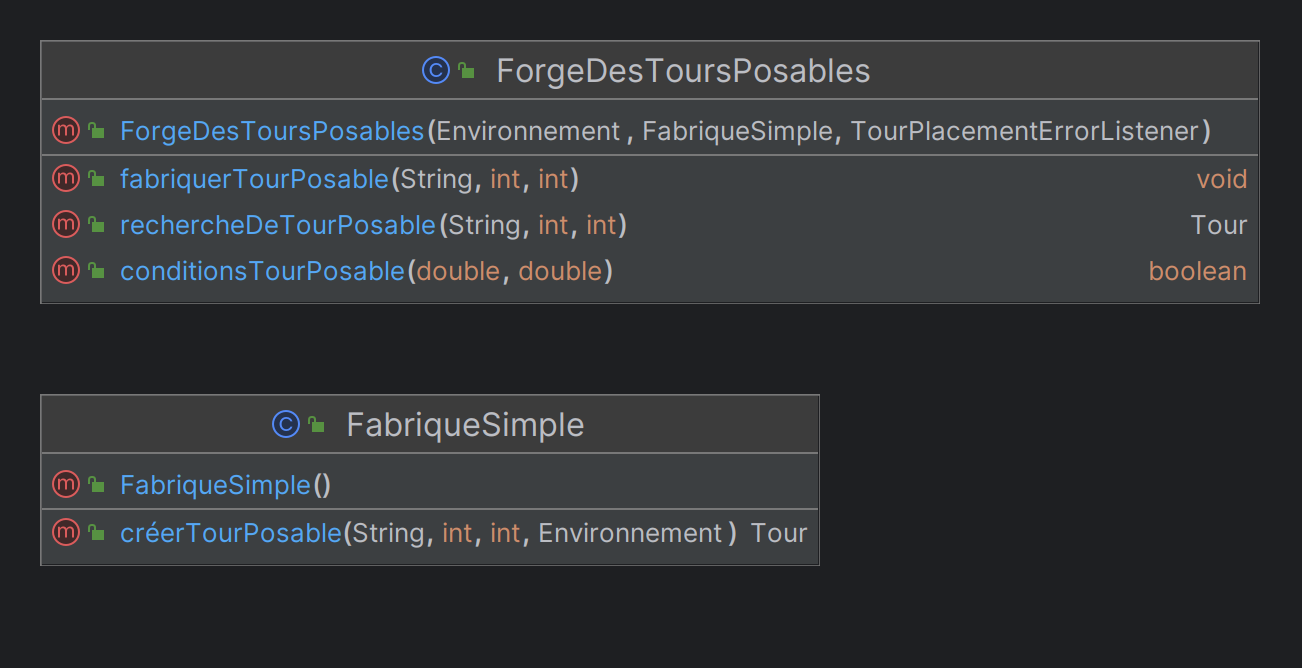 ForgeDesToursPosables
ForgeDesToursPosables(Environnement, FabriqueSimple, TourPlacementErrorListener)
fabriquerTourPosable(String, int, int) void
rechercheDeTourPosable(String, int, int) Tour
conditionsTourPosable(double, double) boolean
FabriqueSimple
FabriqueSimple()
créerTourPosable(String, int, int, Environnement) Tour